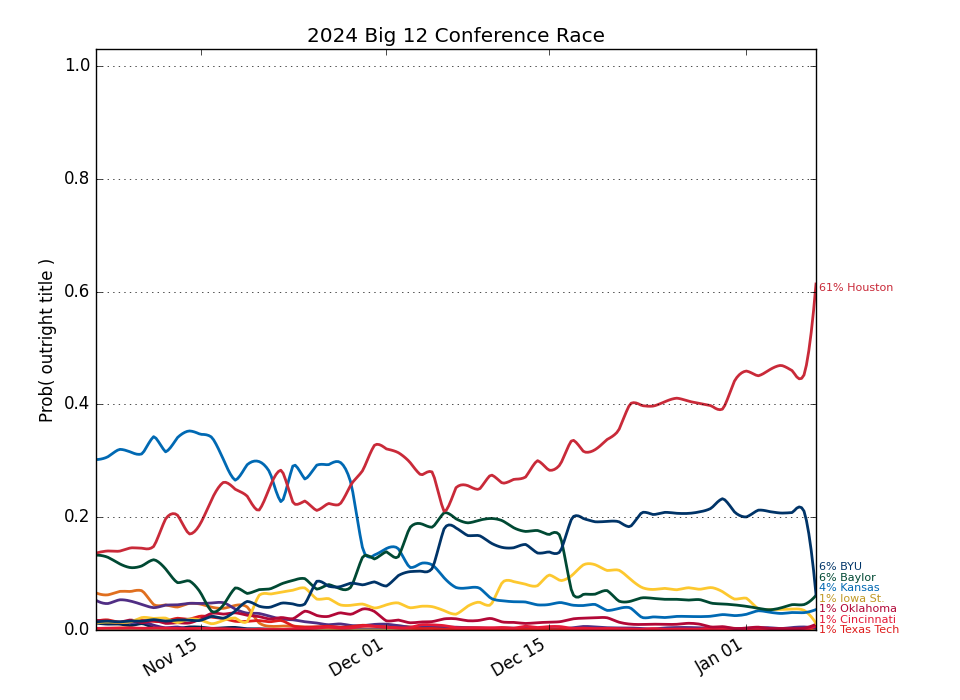 2024 Big 12 Conference Race
1.0
0.8
0.6
0.4
0.2
0.0
Prob( outright title )
Nov 15
Dec 01
Dec 15
Jan 01
61% Houston
6% BYU
6% Baylor
4% Kansas
1% Iowa St.
1% Oklahoma
1% Cincinnati
1% Texas Tech